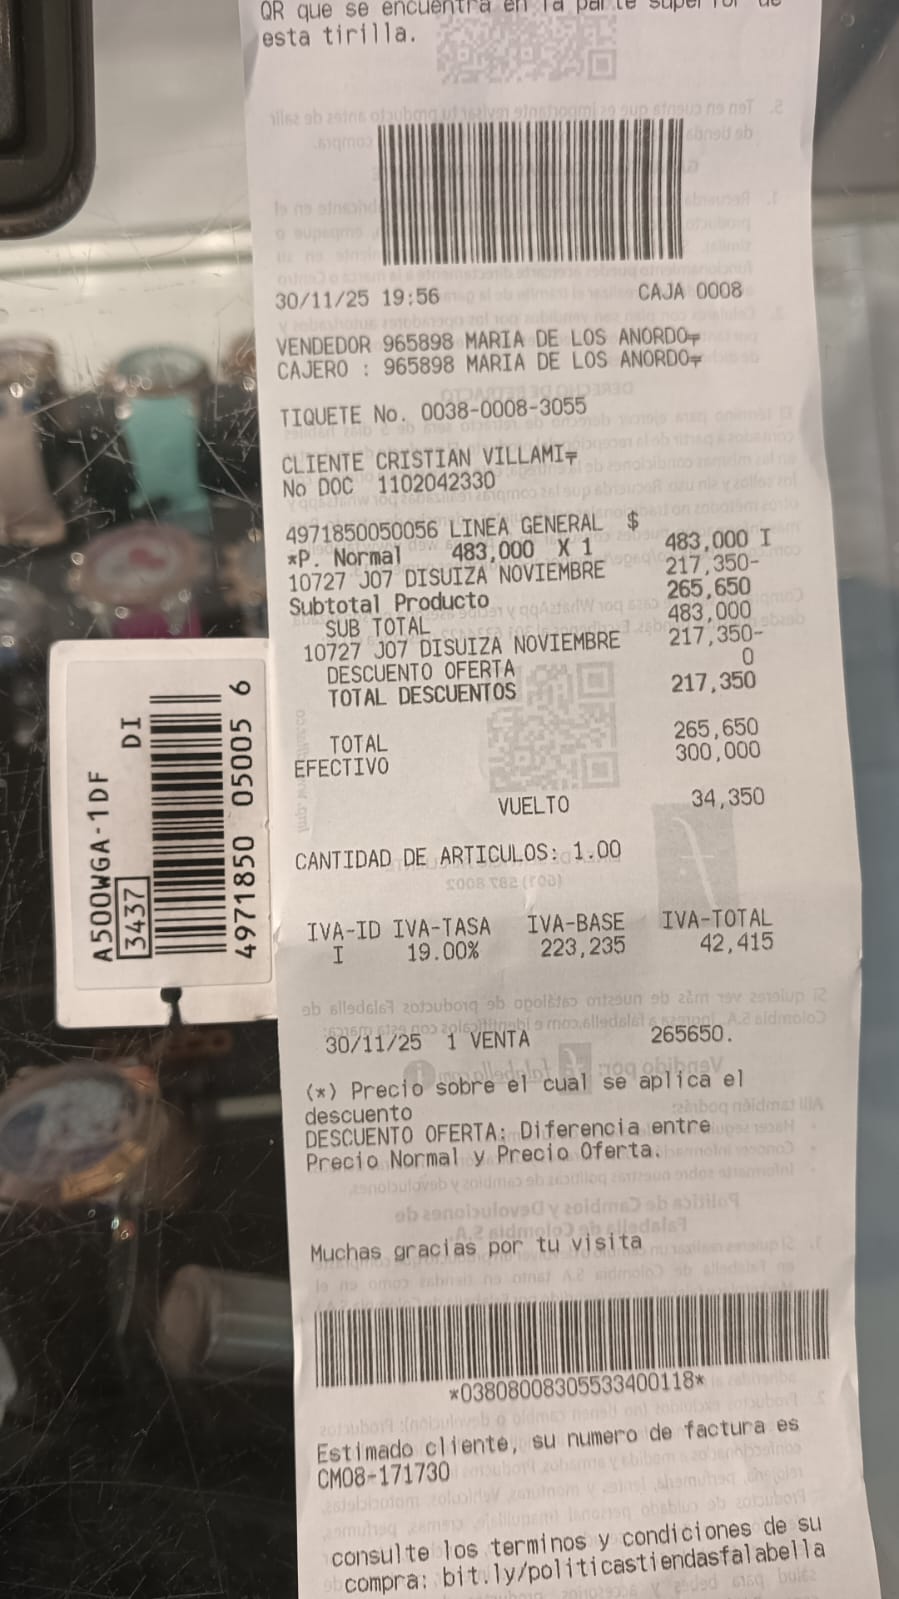 QR que se encuentra en la parte superior de
esta tirilla.
30/11/25 19:56 CAJA 0008
VENDEDOR 965898 MARIA DE LOS ANORDO
CAJERO : 965898 MARIA DE LOS ANORDO
TIQUETE No. 0038-0008-3055
CLIENTE CRISTIAN VILLAMI
No DOC 1102042330
4971850050056 LINEA GENERAL $
*P. Normal 483,000 X 1 483,000 I
10727 J07 DISUIZA NOVIEMBRE 217,350-
Subtotal Producto 265,650
SUB TOTAL 483,000
10727 J07 DISUIZA NOVIEMBRE 217,350-
DESCUENTO OFERTA 0
TOTAL DESCUENTOS 217,350
TOTAL 265,650
EFECTIVO 300,000
VUELTO 34,350
CANTIDAD DE ARTICULOS: 1.00
IVA-ID IVA-TASA IVA-BASE IVA-TOTAL
I 19.00% 223,235 42,415
30/11/25 1 VENTA 265650.
(*) Precio sobre el cual se aplica el
descuento
DESCUENTO OFERTA: Diferencia entre
Precio Normal y Precio Oferta.
Muchas gracias por tu visita
*03808008305533400118*
Estimado cliente, su numero de factura es
CM08-171730
consulte los terminos y condiciones de su
compra: bit.ly/politicastiendasfalabella
A500WGA-1DF
3437 DI
4971850 05005 6